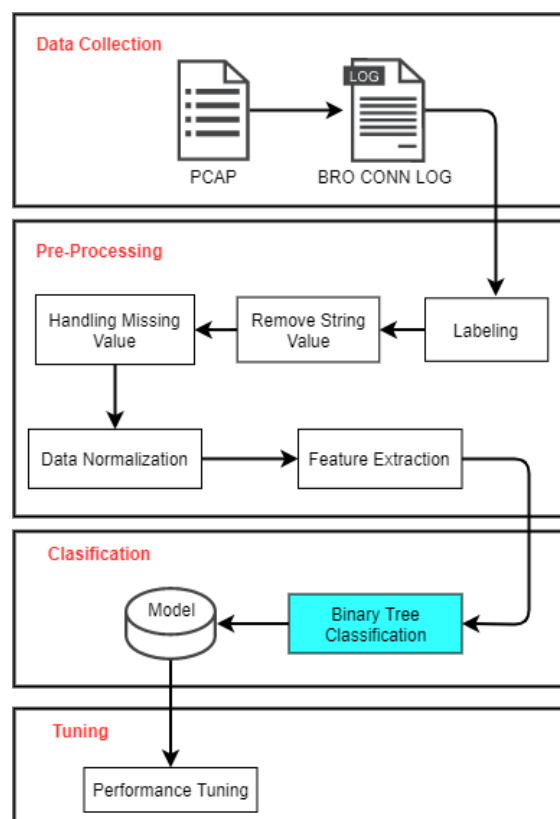 Data Collection
LOG
PCAP
BRO CONN LOG
Pre-Processing
Handling Missing
Value
Remove String
Value
Labeling
Data Normalization
Feature Extraction
Clasification
Model
Binary Tree
Classification
Tuning
Performance Tuning